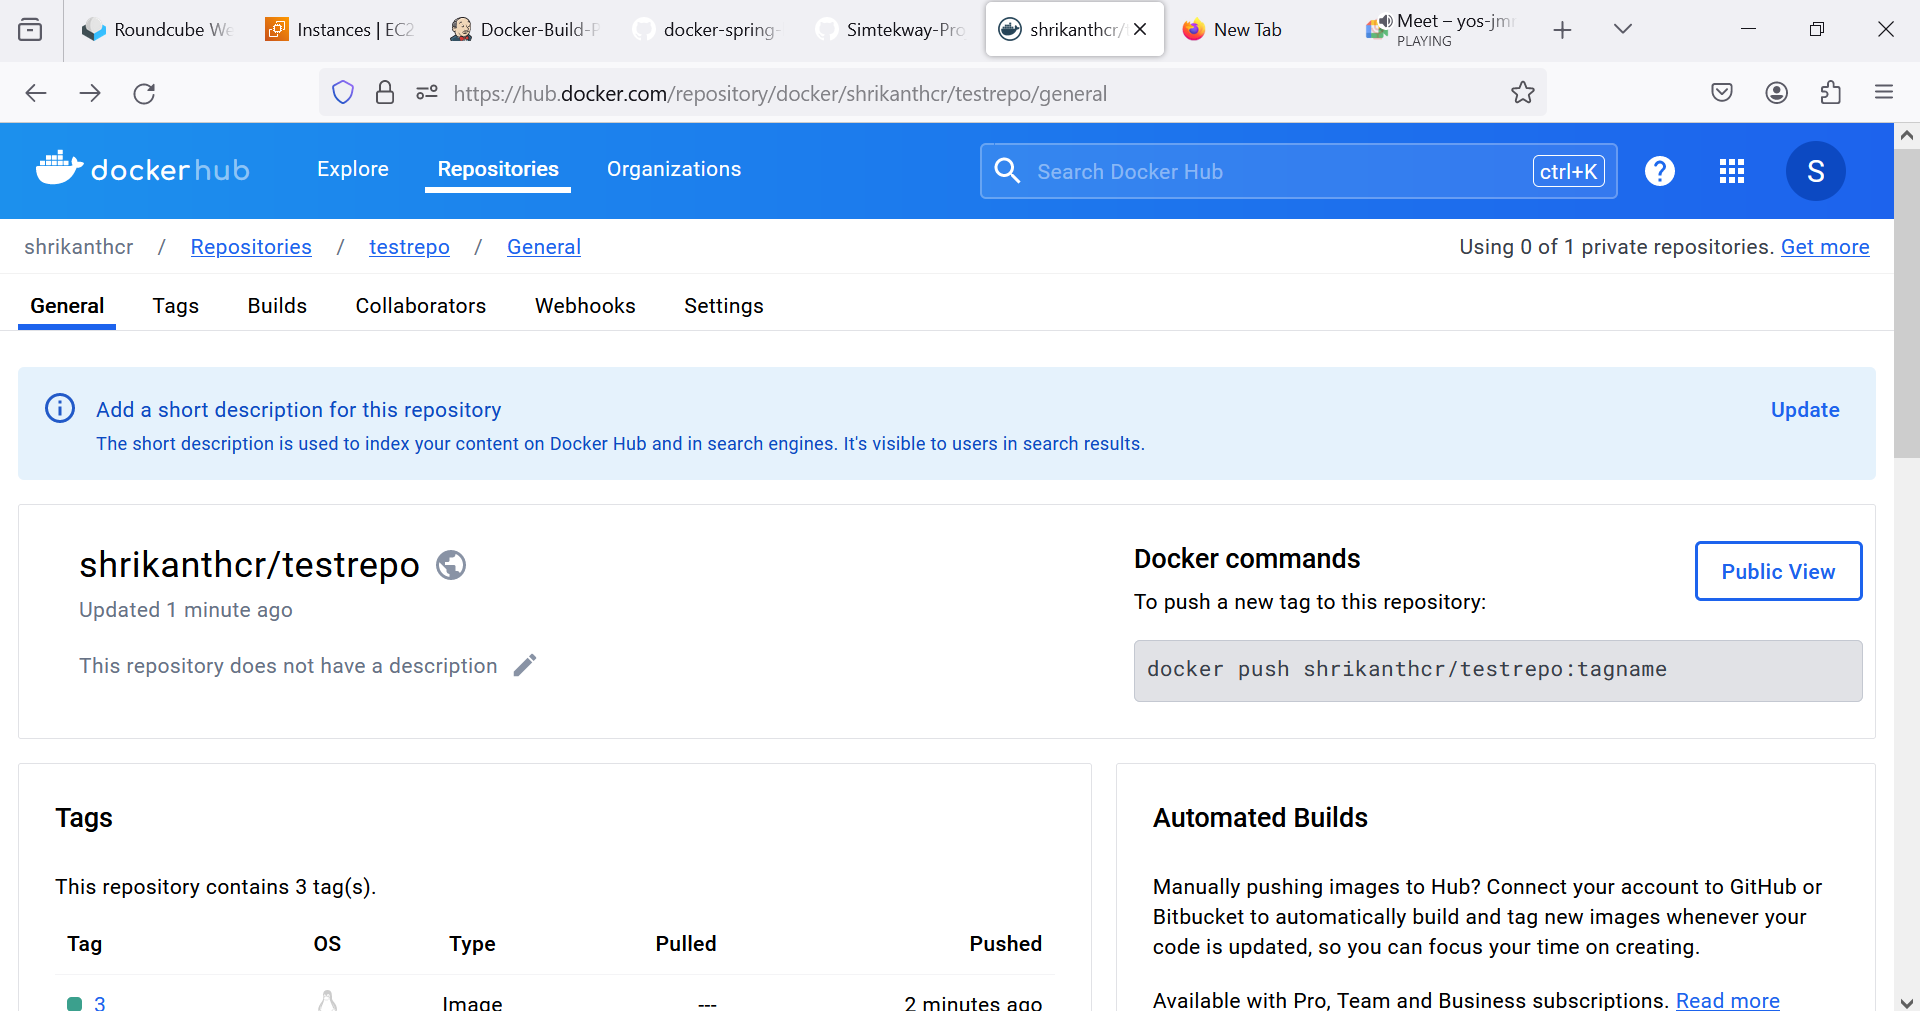 Roundcube We
Instances | EC2
Docker-Build-P
docker-spring-
Simtekway-Pro
shrikanthcr/t
New Tab
Meet – yos-jmn
PLAYING
https://hub.docker.com/repository/docker/shrikanthcr/testrepo/general
docker hub
Explore
Repositories
Organizations
Search Docker Hub
ctrl+K
?
S
shrikanthcr / Repositories / testrepo / General
Using 0 of 1 private repositories. Get more
General
Tags
Builds
Collaborators
Webhooks
Settings
Add a short description for this repository
Update
The short description is used to index your content on Docker Hub and in search engines. It's visible to users in search results.
shrikanthcr/testrepo
Updated 1 minute ago
This repository does not have a description
Docker commands
Public View
To push a new tag to this repository:
docker push shrikanthcr/testrepo:tagname
Tags
This repository contains 3 tag(s).
Tag OS Type Pulled Pushed
3 Image --- 2 minutes ago
Automated Builds
Manually pushing images to Hub? Connect your account to GitHub or
Bitbucket to automatically build and tag new images whenever your
code is updated, so you can focus your time on creating.
Available with Pro, Team and Business subscriptions. Read more